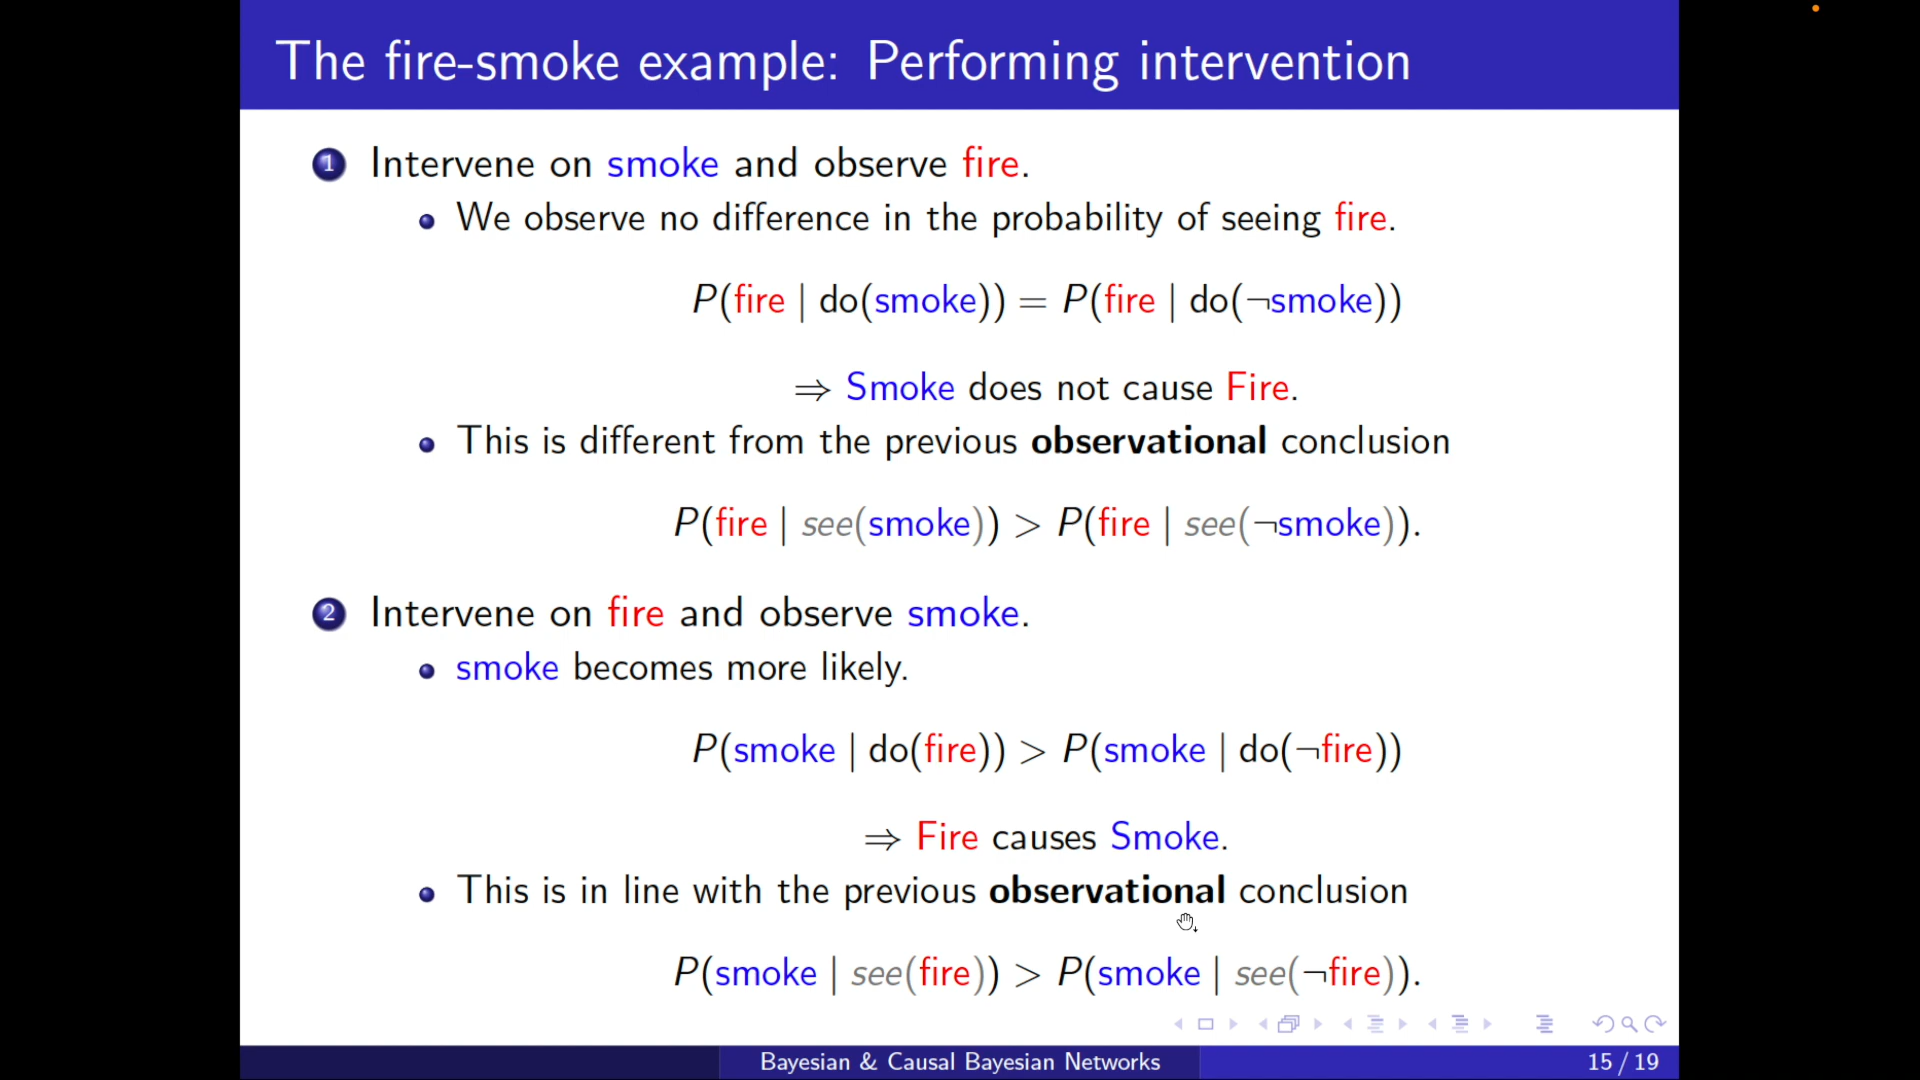 The fire-smoke example: Performing intervention
1 Intervene on smoke and observe fire.
• We observe no difference in the probability of seeing fire.
P(fire | do(smoke)) = P(fire | do(¬smoke))
⇒ Smoke does not cause Fire.
• This is different from the previous observational conclusion
P(fire | see(smoke)) > P(fire | see(¬smoke)).
2 Intervene on fire and observe smoke.
• smoke becomes more likely.
P(smoke | do(fire)) > P(smoke | do(¬fire))
⇒ Fire causes Smoke.
• This is in line with the previous observational conclusion
P(smoke | see(fire)) > P(smoke | see(¬fire)).
Bayesian & Causal Bayesian Networks
15 / 19